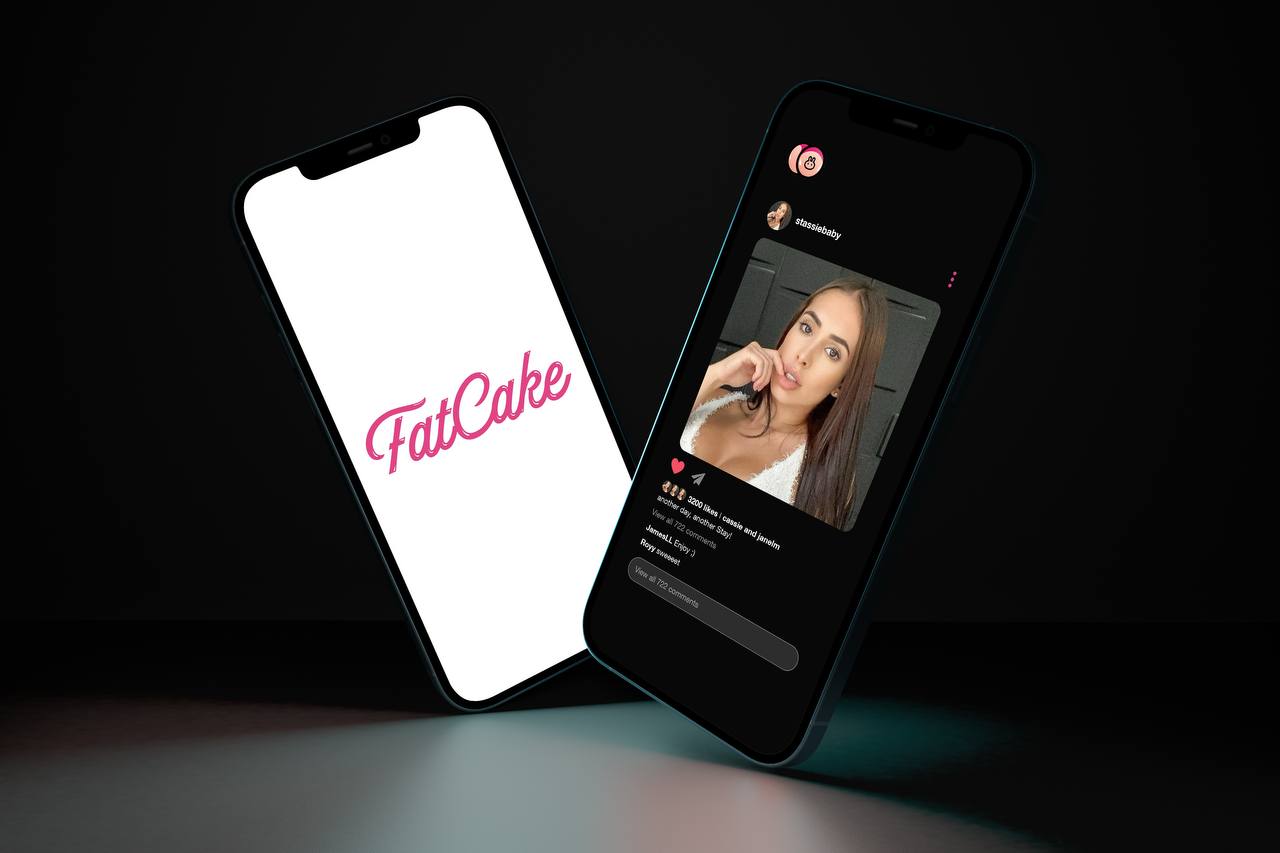 FatCake
stassiebaby
3200 likes | cassie and janelm
another day, another Stay!
View all 722 comments
JamesLL Enjoy ;)
Royy sweeeet
View all 722 comments